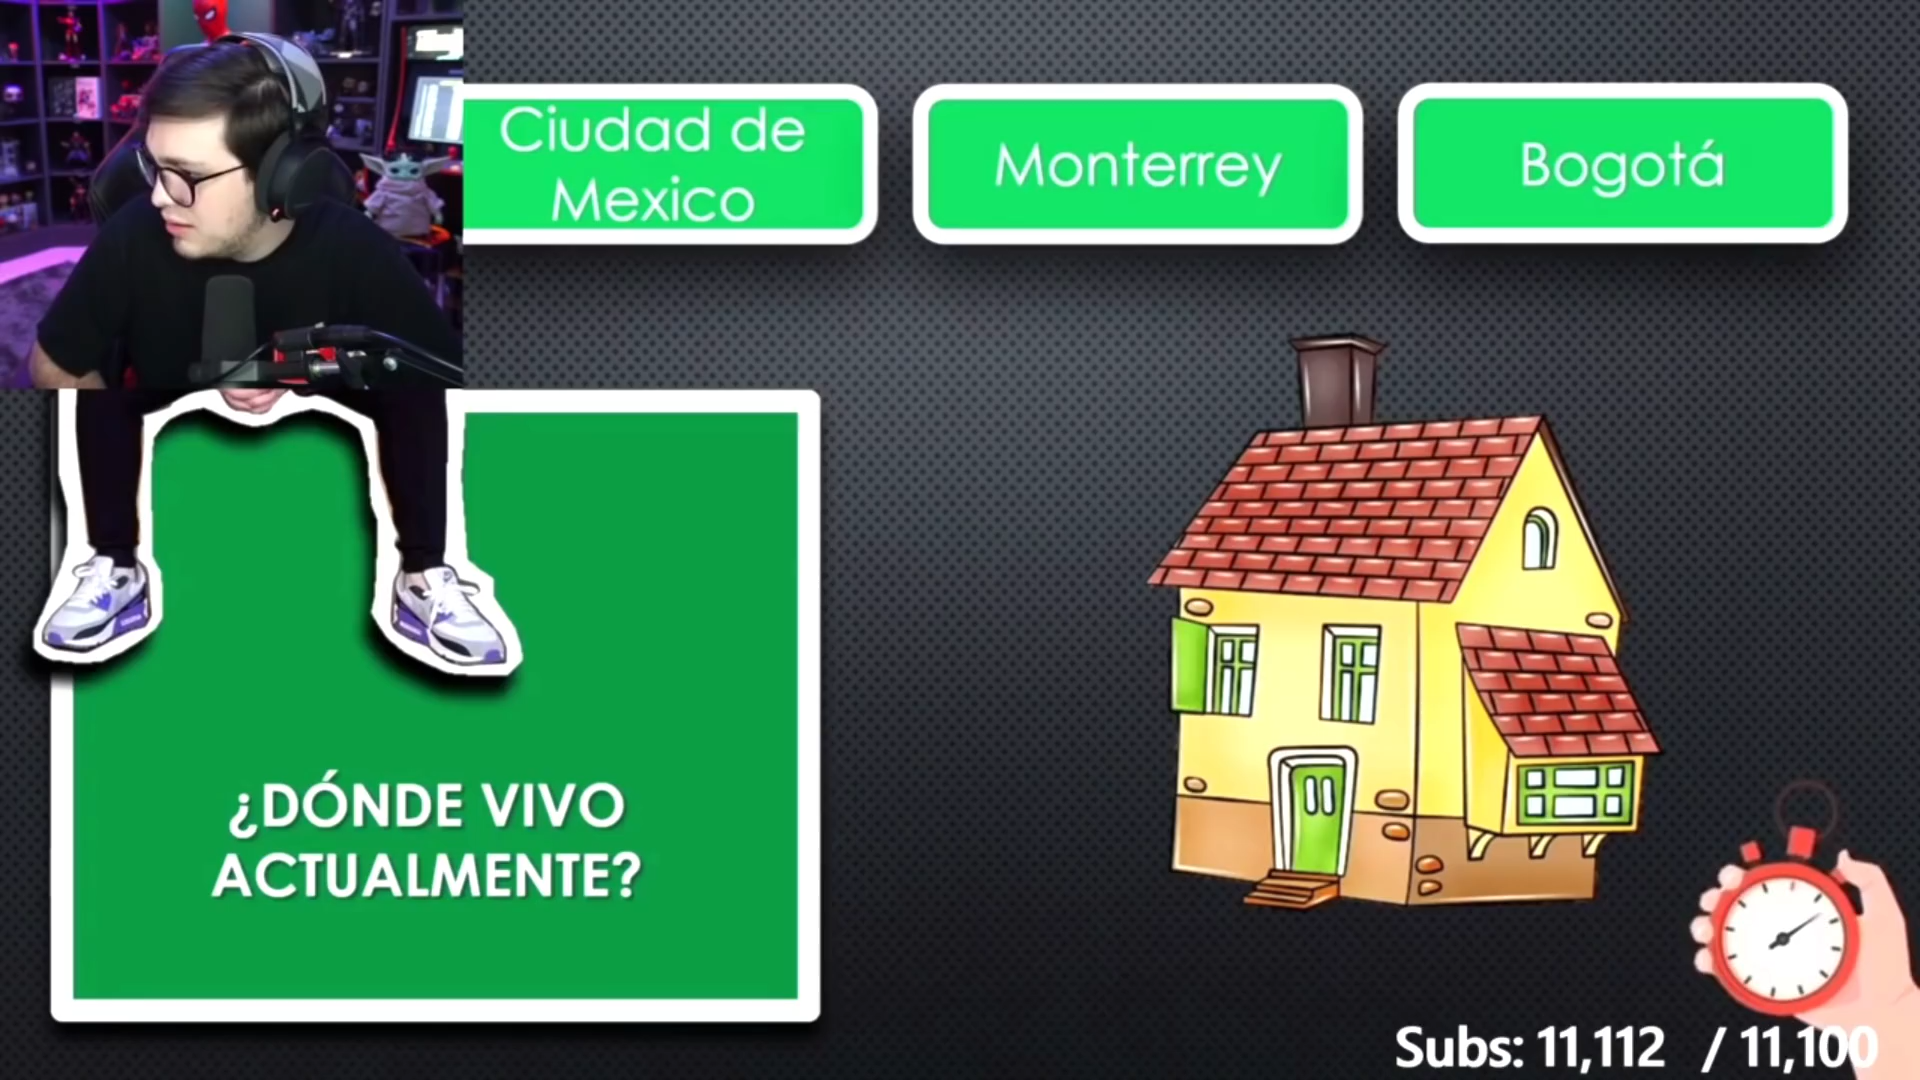 Ciudad de
Mexico
Monterrey
Bogotá
¿DÓNDE VIVO
ACTUALMENTE?
Subs: 11,112 / 11,100